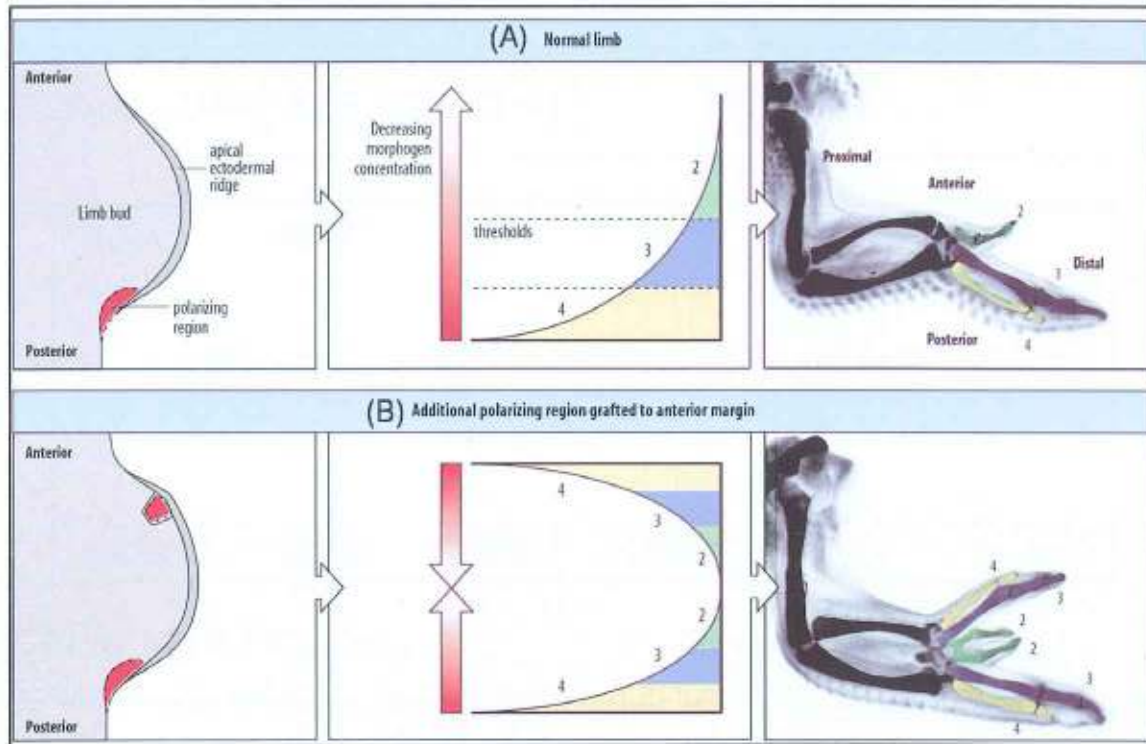 (A) Normal limb
Anterior
apical
ectodermal
ridge
Limb bud
polarizing
region
Posterior
Decreasing
morphogen
concentration
thresholds
2
3
4
Proximal
Anterior
2
3
Distal
Posterior
4
(B) Additional polarizing region grafted to anterior margin
Anterior
Posterior
4
3
2
2
3
4
4
3
2
2
3
4